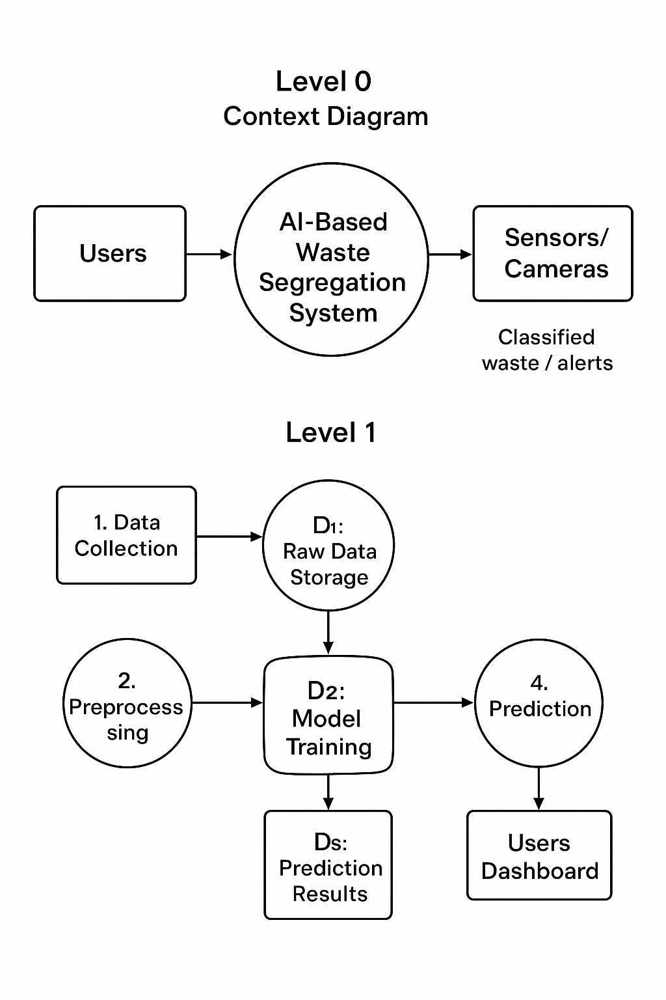 Level 0
Context Diagram
Users
AI-Based
Waste
Segregation
System
Sensors/
Cameras
Classified
waste / alerts
Level 1
1. Data
Collection
D1:
Raw Data
Storage
2.
Preprocess
sing
D2:
Model
Training
4.
Prediction
Ds:
Prediction
Results
Users
Dashboard